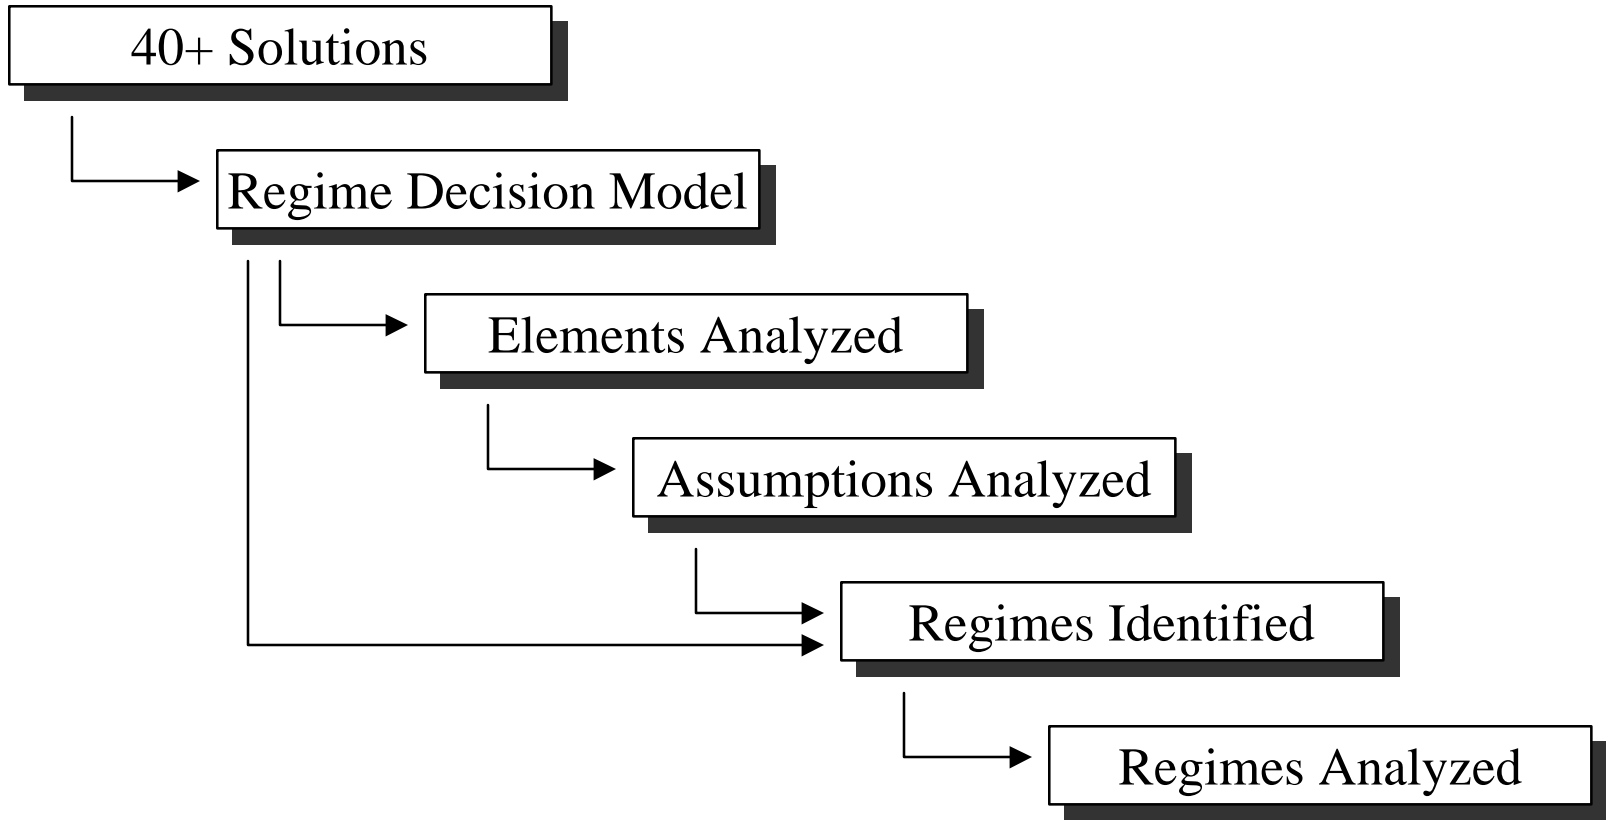 40+ Solutions
Regime Decision Model
Elements Analyzed
Assumptions Analyzed
Regimes Identified
Regimes Analyzed